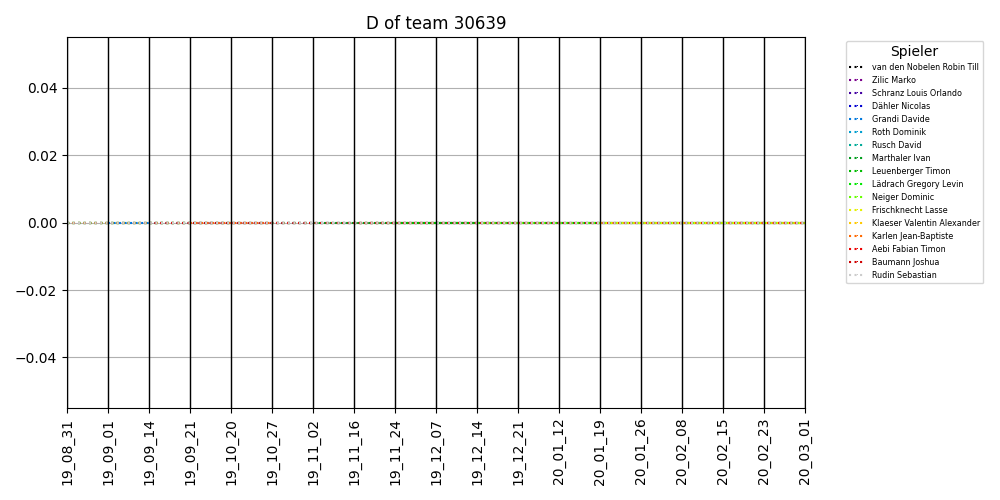 D of team 30639
Spieler
van den Nobelen Robin Till
Zilic Marko
Schranz Louis Orlando
Dähler Nicolas
Grandi Davide
Roth Dominik
Rusch David
Marthaler Ivan
Leuenberger Timon
Lädrach Gregory Levin
Neiger Dominic
Frischknecht Lasse
Klaeser Valentin Alexander
Karlen Jean-Baptiste
Aebi Fabian Timon
Baumann Joshua
Rudin Sebastian
0.04
0.02
0.00
−0.02
−0.04
19_08_31
19_09_01
19_09_14
19_09_21
19_10_20
19_10_27
19_11_02
19_11_16
19_11_24
19_12_07
19_12_14
19_12_21
20_01_12
20_01_19
20_01_26
20_02_08
20_02_15
20_02_23
20_03_01